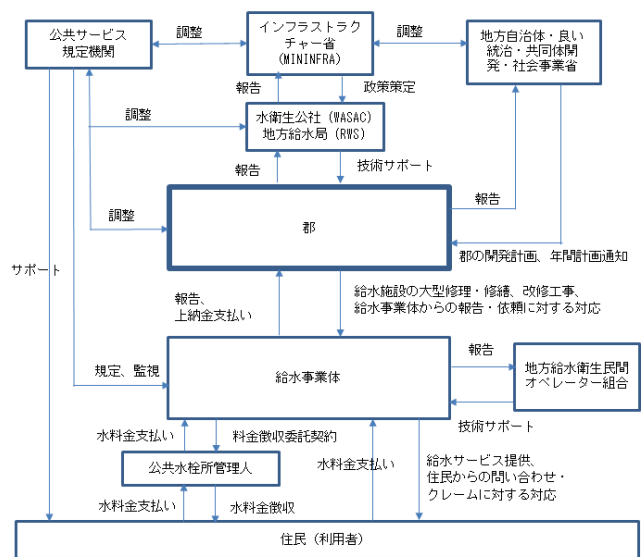 公共サービス
規定機関
調整
インフラストラク
チャー省
(MININFRA)
調整
地方自治体・良い
統治・共同体開
発・社会事業省
報告
政策策定
調整
水衛生公社（WASAC）
地方給水局（RWS）
報告
技術サポート
調整
郡
報告
サポート
郡の開発計画、年間計画通知
報告、
上納金支払い
給水施設の大型修理・修繕、改修工事、
給水事業体からの報告・依頼に対する対応
規定、監視
給水事業体
報告
地方給水衛生民間
オペレーター組合
技術サポート
水料金支払い
料金徴収委託契約
水料金支払い
給水サービス提供、
住民からの問い合わせ・
クレームに対する対応
公共水栓所管理人
水料金支払い
水料金徴収
住民（利用者）